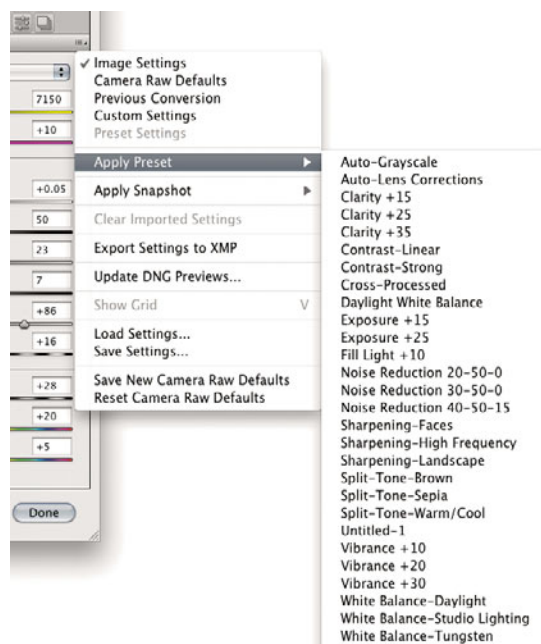 7150
+10
+0.05
50
23
7
+86
+16
+28
+20
+5
Done
✓ Image Settings
Camera Raw Defaults
Previous Conversion
Custom Settings
Preset Settings
Apply Preset
Apply Snapshot
Clear Imported Settings
Export Settings to XMP
Update DNG Previews...
Show Grid V
Load Settings...
Save Settings...
Save New Camera Raw Defaults
Reset Camera Raw Defaults
Auto-Grayscale
Auto-Lens Corrections
Clarity +15
Clarity +25
Clarity +35
Contrast-Linear
Contrast-Strong
Cross-Processed
Daylight White Balance
Exposure +15
Exposure +25
Fill Light +10
Noise Reduction 20-50-0
Noise Reduction 30-50-0
Noise Reduction 40-50-15
Sharpening-Faces
Sharpening-High Frequency
Sharpening-Landscape
Split-Tone-Brown
Split-Tone-Sepia
Split-Tone-Warm/Cool
Untitled-1
Vibrance +10
Vibrance +20
Vibrance +30
White Balance-Daylight
White Balance-Studio Lighting
White Balance-Tungsten